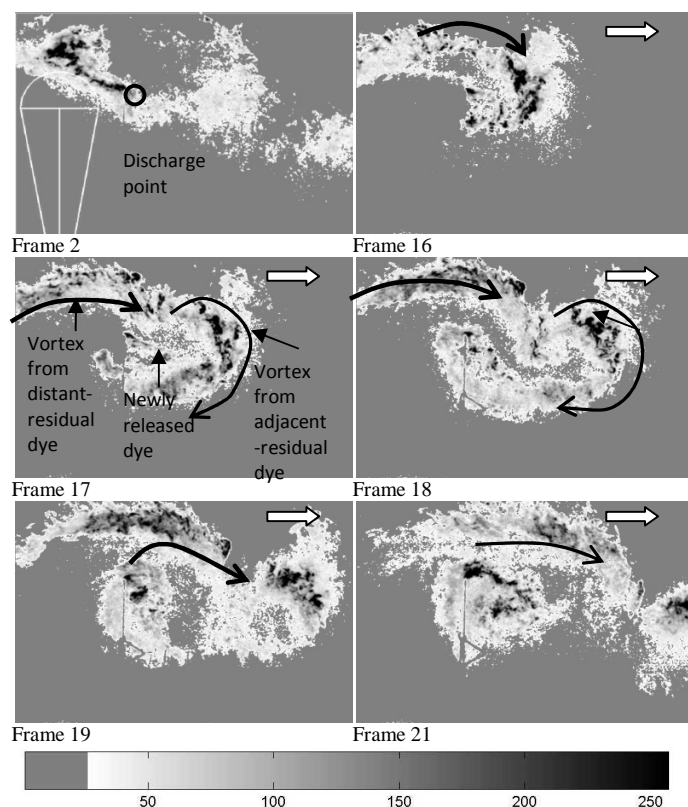 Discharge
point
Frame 2
Frame 16
Vortex
from
distant-
residual
dye
Newly
released
dye
Vortex
from
adjacent
-residual
dye
Frame 17
Frame 18
Frame 19
Frame 21
50
100
150
200
250